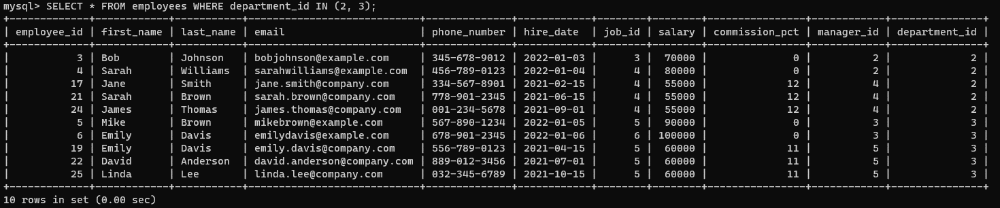 mysql> SELECT * FROM employees WHERE department_id IN (2, 3);
+-------------+------------+-----------+----------------------------+--------------+------------+--------+--------+----------------+------------+---------------+
| employee_id | first_name | last_name | email                      | phone_number | hire_date  | job_id | salary | commission_pct | manager_id | department_id |
+-------------+------------+-----------+----------------------------+--------------+------------+--------+--------+----------------+------------+---------------+
|           3 | Bob        | Johnson   | bobjohnson@example.com     | 345-678-9012 | 2022-01-03 |      3 |  70000 |              0 |          2 |             2 |
|           4 | Sarah      | Williams  | sarahwilliams@example.com  | 456-789-0123 | 2022-01-04 |      4 |  80000 |              0 |          2 |             2 |
|          17 | Jane       | Smith     | jane.smith@company.com     | 334-567-8901 | 2021-02-15 |      4 |  55000 |             12 |          4 |             2 |
|          21 | Sarah      | Brown     | sarah.brown@company.com    | 778-901-2345 | 2021-06-15 |      4 |  55000 |             12 |          4 |             2 |
|          24 | James      | Thomas    | james.thomas@company.com   | 001-234-5678 | 2021-09-01 |      4 |  55000 |             12 |          4 |             2 |
|           5 | Mike       | Brown     | mikebrown@example.com      | 567-890-1234 | 2022-01-05 |      5 |  90000 |              0 |          3 |             3 |
|           6 | Emily      | Davis     | emilydavis@example.com     | 678-901-2345 | 2022-01-06 |      6 | 100000 |              0 |          3 |             3 |
|          19 | Emily      | Davis     | emily.davis@company.com    | 556-789-0123 | 2021-04-15 |      5 |  60000 |             11 |          5 |             3 |
|          22 | David      | Anderson  | david.anderson@company.com | 889-012-3456 | 2021-07-01 |      5 |  60000 |             11 |          5 |             3 |
|          25 | Linda      | Lee       | linda.lee@company.com      | 032-345-6789 | 2021-10-15 |      5 |  60000 |             11 |          5 |             3 |
+-------------+------------+-----------+----------------------------+--------------+------------+--------+--------+----------------+------------+---------------+
10 rows in set (0.00 sec)